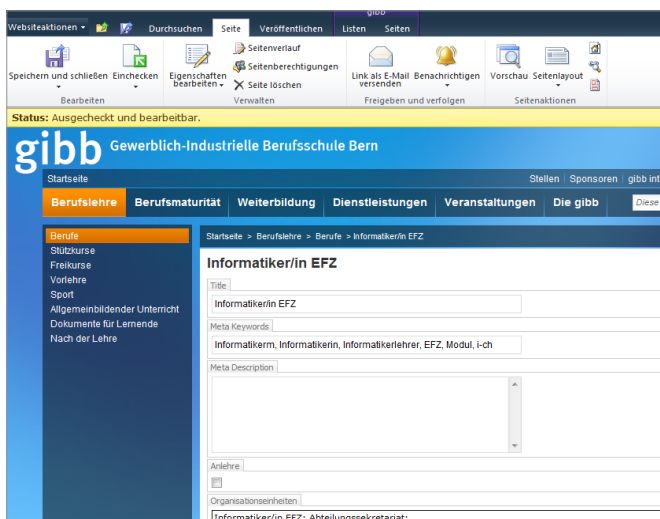 gibb
Websiteaktionen Durchsuchen Seite Veröffentlichen Listen Seiten
Speichern und schließen Einchecken Eigenschaften bearbeiten Seitenverlauf
Seitenberechtigungen
Seite löschen
Link als E-Mail versenden Benachrichtigen Vorschau Seitenlayout
Bearbeiten Verwalten Freigeben und verfolgen Seitenaktionen
Status: Ausgecheckt und bearbeitbar.
gibb Gewerblich-Industrielle Berufsschule Bern
Startseite Stellen Sponsoren gibb int
Berufslehre Berufsmaturität Weiterbildung Dienstleistungen Veranstaltungen Die gibb Diese
Berufe
Stützkurse
Freikurse
Vorlehre
Sport
Allgemeinbildender Unterricht
Dokumente für Lernende
Nach der Lehre
Startseite > Berufslehre > Berufe > Informatiker/in EFZ
Informatiker/in EFZ
Title
Informatiker/in EFZ
Meta Keywords
Informatikerm, Informatikerin, Informatikerlehrer, EFZ, Modul, i-ch
Meta Description
Anlehre
Organisationseinheiten
Informatiker/in EFZ; Abteilungssekretariat;